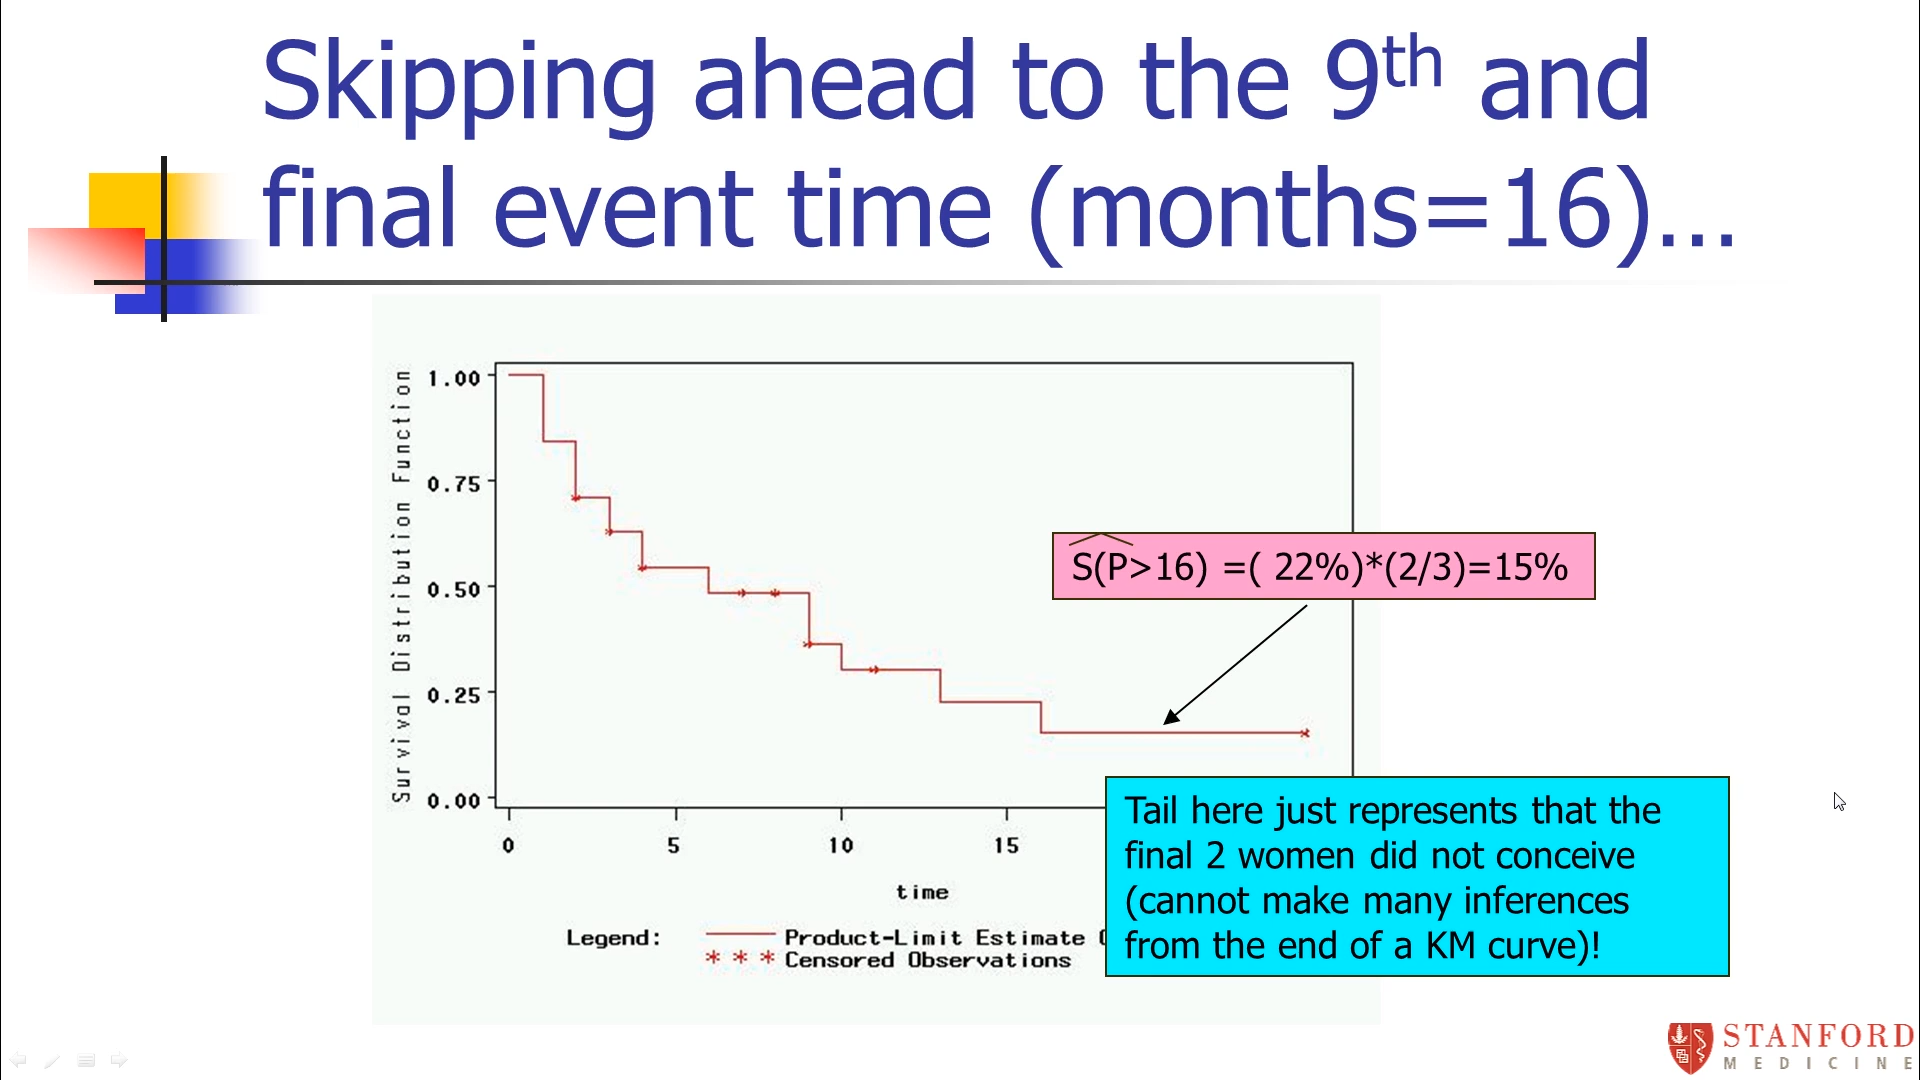 Skipping ahead to the 9th and
final event time (months=16)…
Survival Distribution Function
1.00
0.75
0.50
0.25
0.00
S(P>16) =( 22%)*(2/3)=15%
0 5 10 15
time
Legend: Product-Limit Estimate
*** Censored Observations
Tail here just represents that the
final 2 women did not conceive
(cannot make many inferences
from the end of a KM curve)!
STANFORD
MEDICINE